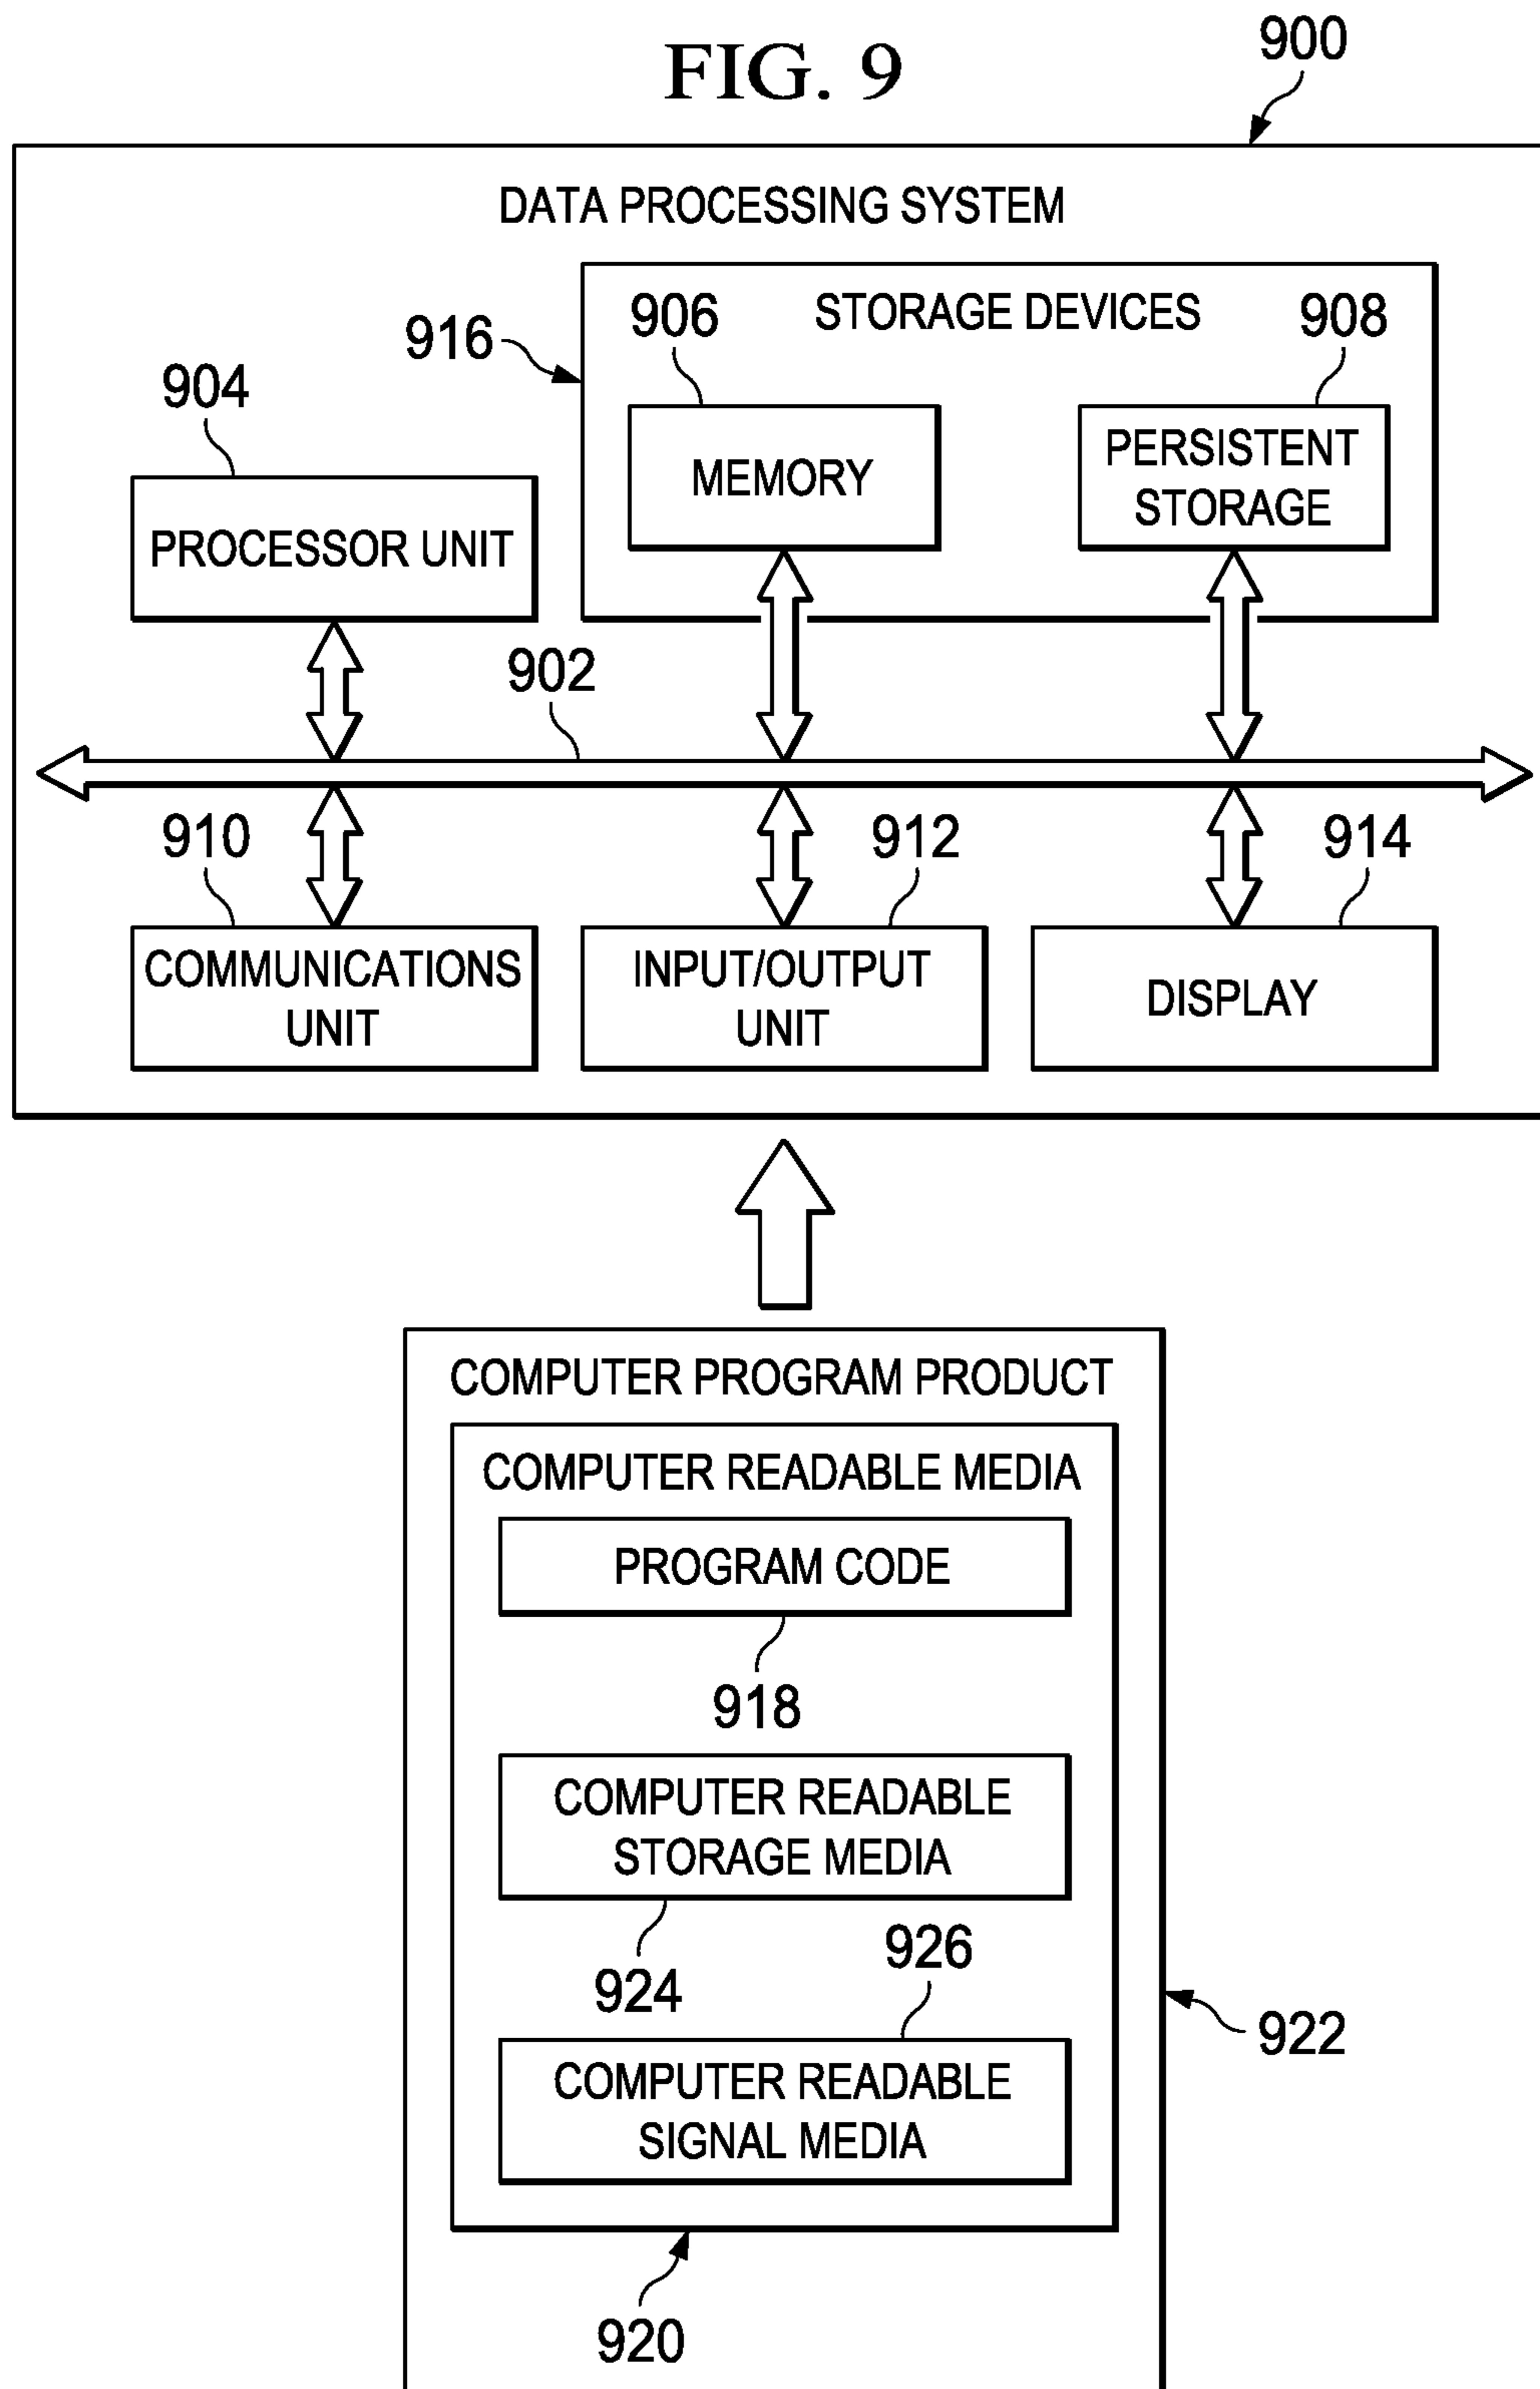 FIG. 9
900
DATA PROCESSING SYSTEM
916
906
STORAGE DEVICES
908
904
MEMORY
PERSISTENT
STORAGE
PROCESSOR UNIT
902
910
912
914
COMMUNICATIONS
UNIT
INPUT/OUTPUT
UNIT
DISPLAY
COMPUTER PROGRAM PRODUCT
COMPUTER READABLE MEDIA
PROGRAM CODE
918
COMPUTER READABLE
STORAGE MEDIA
924
926
COMPUTER READABLE
SIGNAL MEDIA
922
920